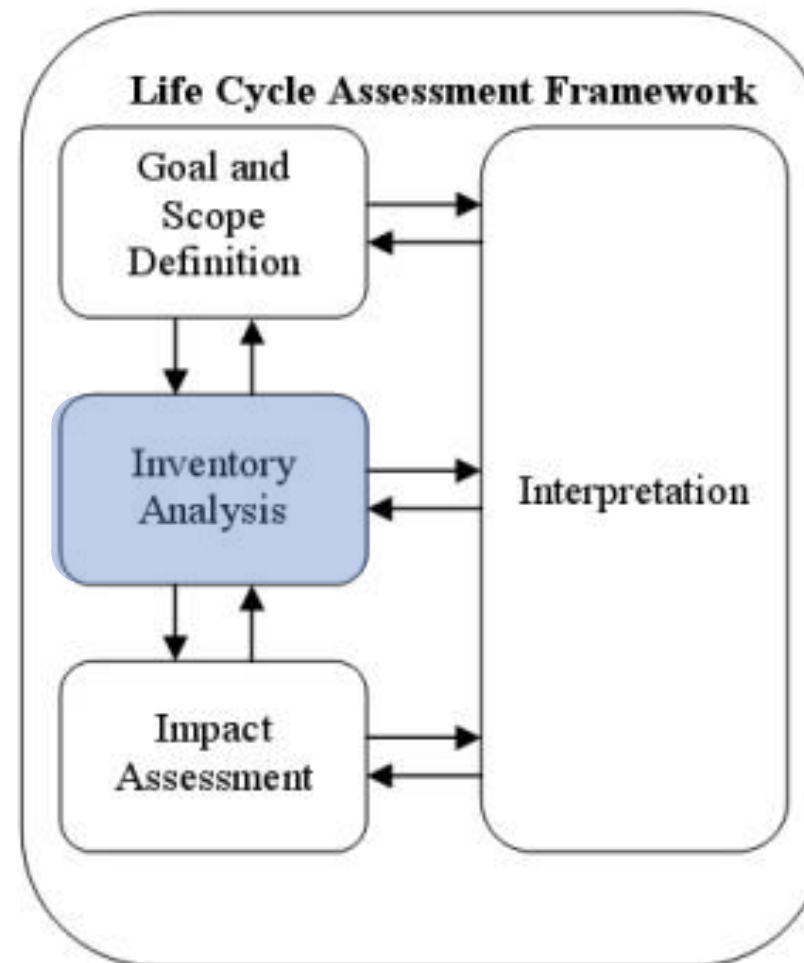 Life Cycle Assessment Framework
Goal and
Scope
Definition
Inventory
Analysis
Interpretation
Impact
Assessment